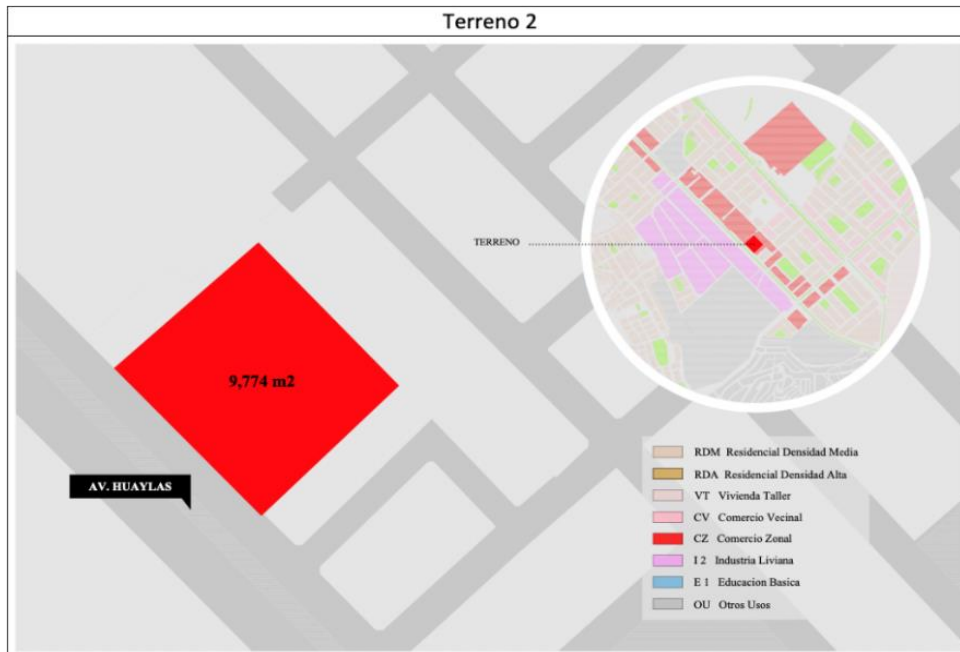 Terreno 2
TERRENO
9,774 m2
AV. HUAYLAS
RDM Residencial Densidad Media
RDA Residencial Densidad Alta
VT Vivienda Taller
CV Comercio Vecinal
CZ Comercio Zonal
I 2 Industria Liviana
E 1 Educacion Basica
OU Otros Usos